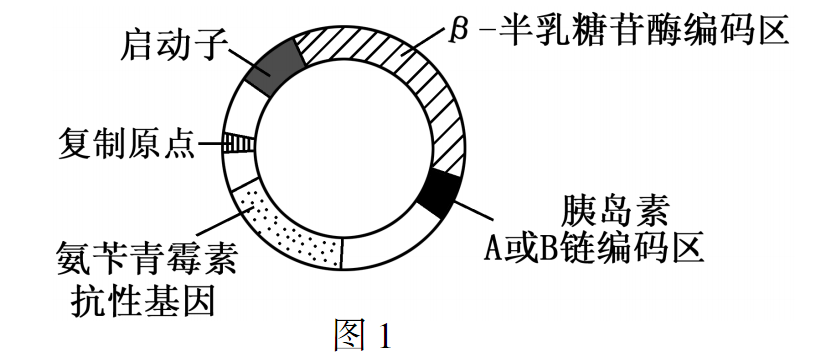 启动子
β-半乳糖苷酶编码区
复制原点
胰岛素
A或B链编码区
氨苄青霉素
抗性基因
图 1